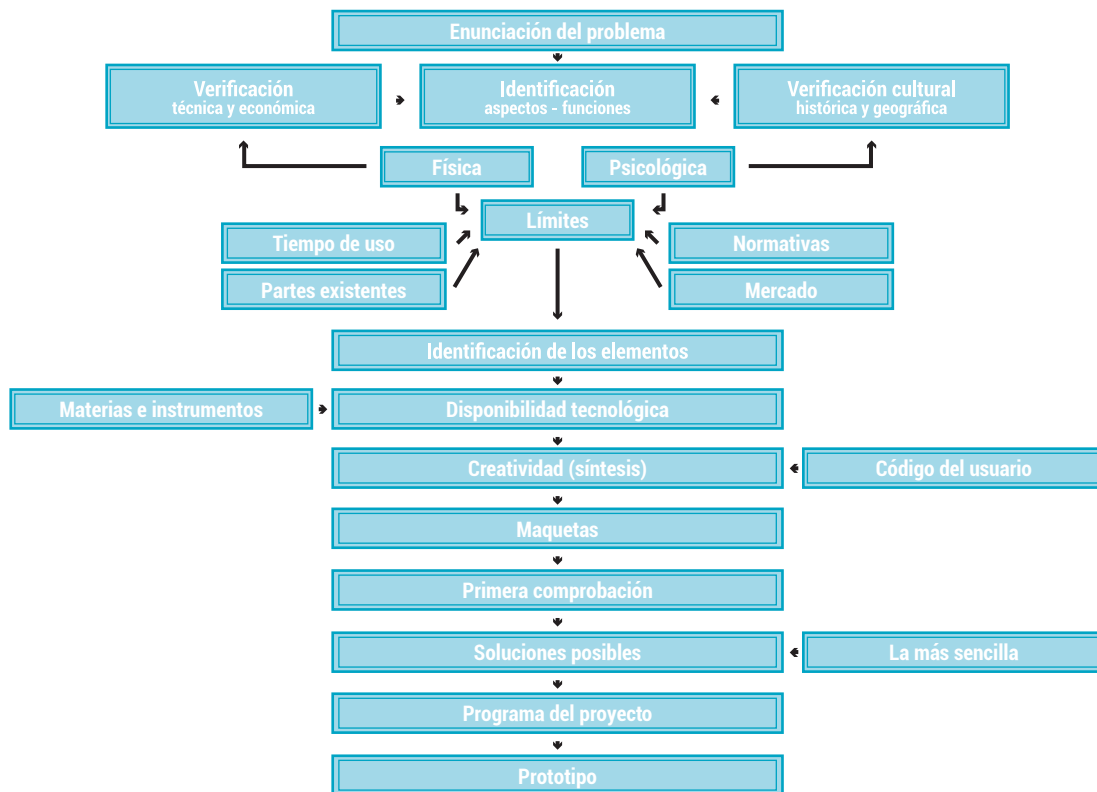 Enunciación del problema
Verificación
técnica y económica
Identificación
aspectos - funciones
Verificación cultural
histórica y geográfica
Física
Psicológica
Límites
Tiempo de uso
Normativas
Partes existentes
Mercado
Identificación de los elementos
Materias e instrumentos
Disponibilidad tecnológica
Creatividad (síntesis)
Código del usuario
Maquetas
Primera comprobación
Soluciones posibles
La más sencilla
Programa del proyecto
Prototipo